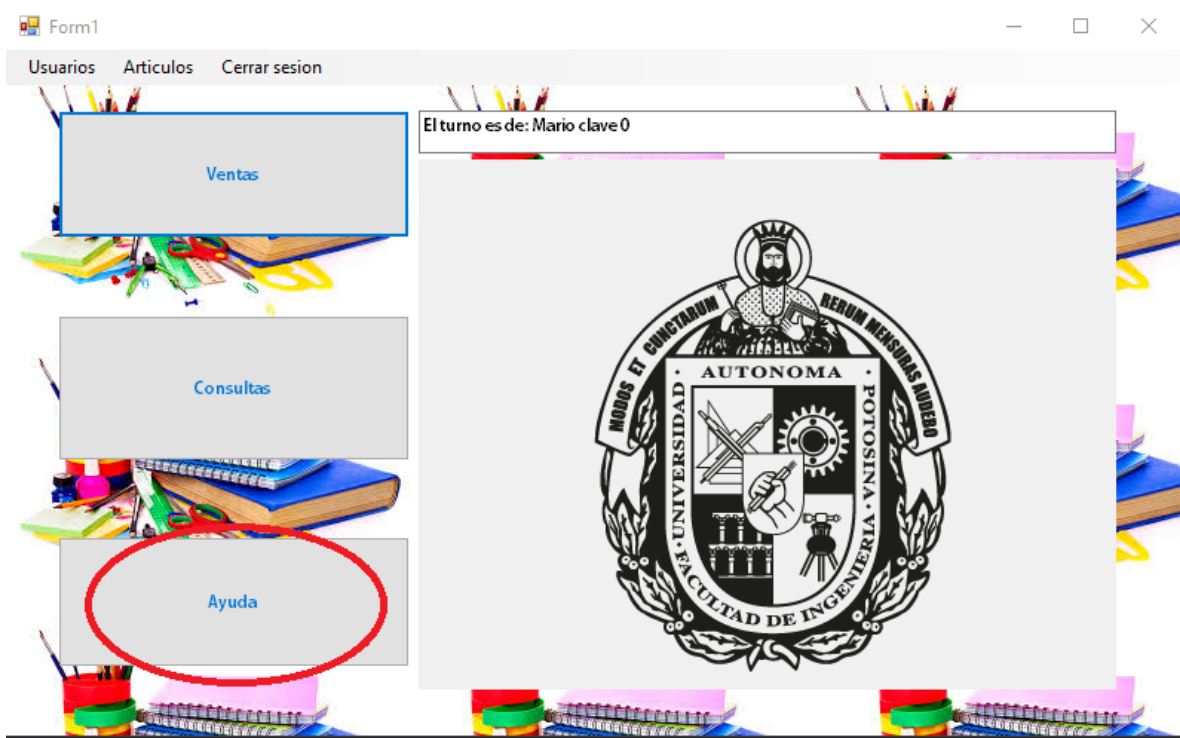 Form1
Usuarios Articulos Cerrar sesion
El turno es de: Mario clave 0
Ventas
Consultas
Ayuda
MODOS ET CUNCTARUM RERUM MENSURAS AUDEBO
UNIVERSIDAD · AUTONOMA · POTOSINA ·
· FACULTAD DE INGENIERIA ·